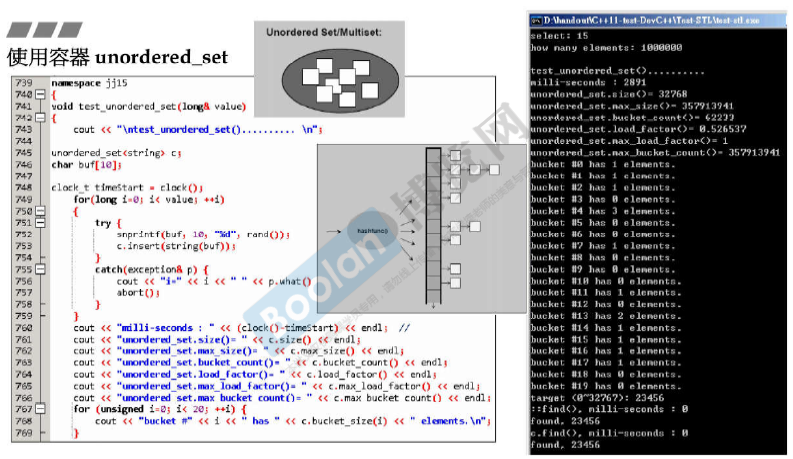 使用容器 unordered_set
Unordered Set/Multiset:
739 namespace jj15
740 {
741 void test_unordered_set(long& value)
742 {
743 cout << "\ntest_unordered_set().......... \n";
744
745 unordered_set<string> c;
746 char buf[10];
747
748 clock_t timeStart = clock();
749 for(long i=0; i< value; ++i)
750 {
751 try {
752 snprintf(buf, 10, "%d", rand());
753 c.insert(string(buf));
754 }
755 catch(exception& p) {
756 cout << "i=" << i << " " << p.what()
757 abort();
758 }
759 }
760 cout << "milli-seconds : " << (clock()-timeStart) << endl; //
761 cout << "unordered_set.size()= " << c.size() << endl;
762 cout << "unordered_set.max_size()= " << c.max_size() << endl;
763 cout << "unordered_set.bucket_count()= " << c.bucket_count() << endl;
764 cout << "unordered_set.load_factor()= " << c.load_factor() << endl;
765 cout << "unordered_set.max_load_factor()= " << c.max_load_factor() << endl;
766 cout << "unordered_set.max_bucket_count()= " << c.max_bucket_count() << endl;
767 for (unsigned i=0; i< 20; ++i) {
768 cout << "bucket #" << i << " has " << c.bucket_size(i) << " elements.\n";
769 }
hashfunc()
Boolan
博览网
D:\handout\C++11-test-DevC++\Test-STL\test-stl.exe
select: 15
how many elements: 1000000
test_unordered_set()..........
milli-seconds : 2891
unordered_set.size()= 32768
unordered_set.max_size()= 357913941
unordered_set.bucket_count()= 62233
unordered_set.load_factor()= 0.526537
unordered_set.max_load_factor()= 1
unordered_set.max_bucket_count()= 357913941
bucket #0 has 1 elements.
bucket #1 has 1 elements.
bucket #2 has 1 elements.
bucket #3 has 0 elements.
bucket #4 has 3 elements.
bucket #5 has 0 elements.
bucket #6 has 0 elements.
bucket #7 has 1 elements.
bucket #8 has 0 elements.
bucket #9 has 0 elements.
bucket #10 has 0 elements.
bucket #11 has 1 elements.
bucket #12 has 0 elements.
bucket #13 has 2 elements.
bucket #14 has 1 elements.
bucket #15 has 1 elements.
bucket #16 has 1 elements.
bucket #17 has 1 elements.
bucket #18 has 0 elements.
bucket #19 has 0 elements.
target (0~32767): 23456
::find(), milli-seconds : 0
found, 23456
c.find(), milli-seconds : 0
found, 23456